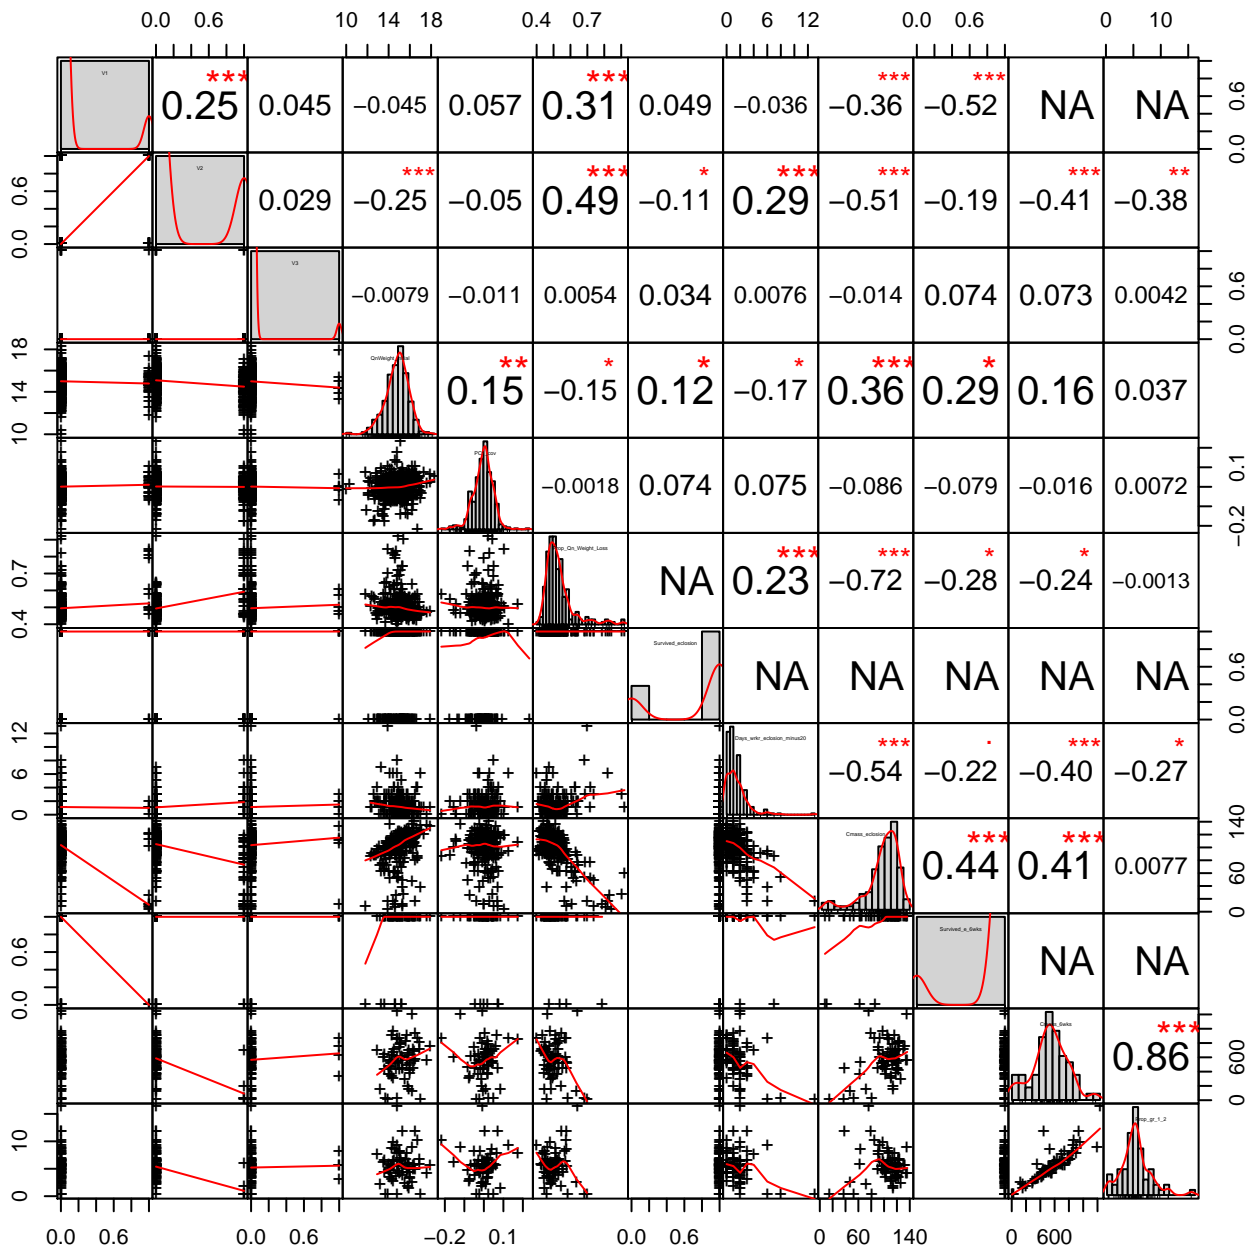 0.0 0.6 10 14 18 0.4 0.7 0 6 12 0.0 0.6 0 10
V1 *** 0.25 0.045 −0.045 0.057 *** 0.31 0.049 −0.036 *** −0.36 *** −0.52 NA NA 0.0 0.6
0.0 0.6 V2 0.029 *** −0.25 −0.05 *** 0.49 * −0.11 *** 0.29 *** −0.51 −0.19 *** −0.41 ** −0.38
V3 −0.0079 −0.011 0.0054 0.034 0.0076 −0.014 0.074 0.073 0.0042 0.0 0.6
10 14 18 ** 0.15 * −0.15 * 0.12 * −0.17 *** 0.36 * 0.29 0.16 0.037
−0.0018 0.074 0.075 −0.086 −0.079 −0.016 0.0072 −0.2 0.1
0.4 0.7 NA *** 0.23 *** −0.72 * −0.28 * −0.24 −0.0013
Survived_eclosion NA NA NA NA NA 0.0 0.6
0 6 12 Days_wrkr_eclosion_minus20 *** −0.54 . −0.22 *** −0.40 * −0.27
Cmass_eclosion *** 0.44 *** 0.41 0.0077 0 60 140
0.0 0.6 Survived_e_6wks NA NA
*** 0.86 0 600
0 10
0.0 0.6 0.0 0.6 −0.2 0.1 0.0 0.6 0 60 140 0 600